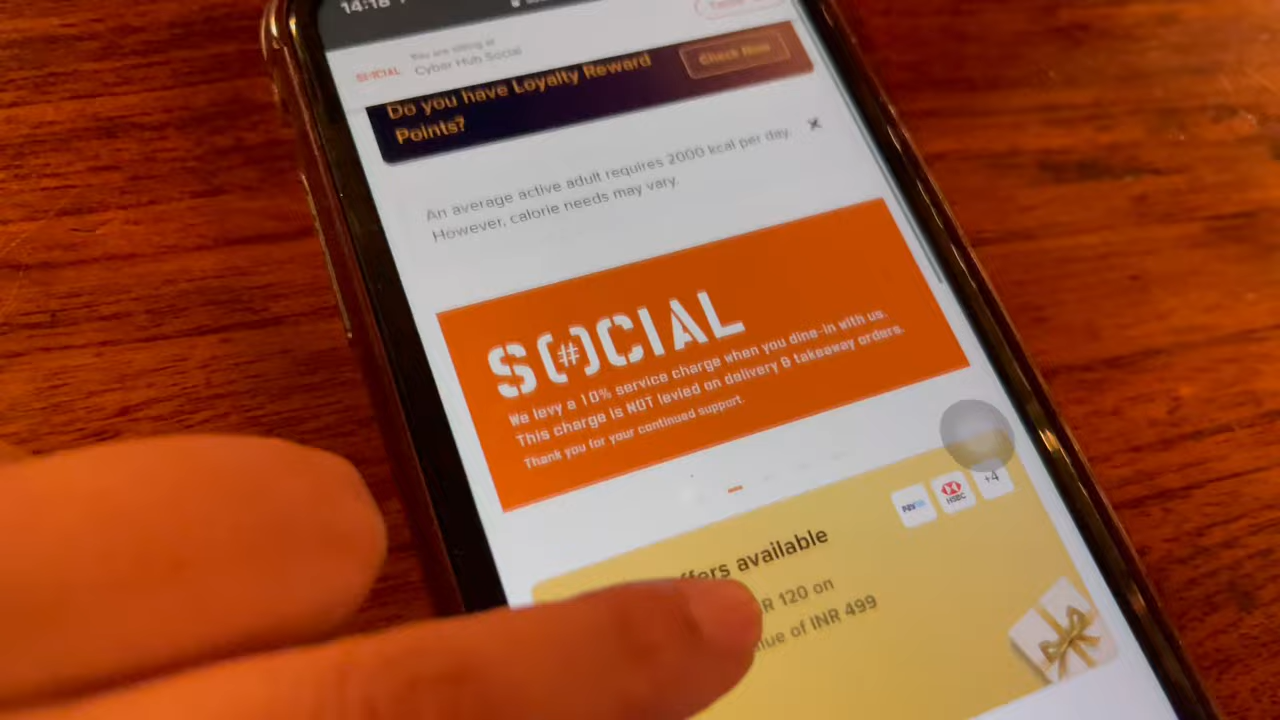 14:18
You are sitting at
SOCIAL
Cyber Hub Social
Do you have Loyalty Reward
Points?
Check Now
An average active adult requires 2000 kcal per day.
However, calorie needs may vary.
S(#)CIAL
We levy a 10% service charge when you dine-in with us.
This charge is NOT levied on delivery & takeaway orders.
Thank you for your continued support.
PAYTM
HSBC
+4
available
120 on
of INR 499